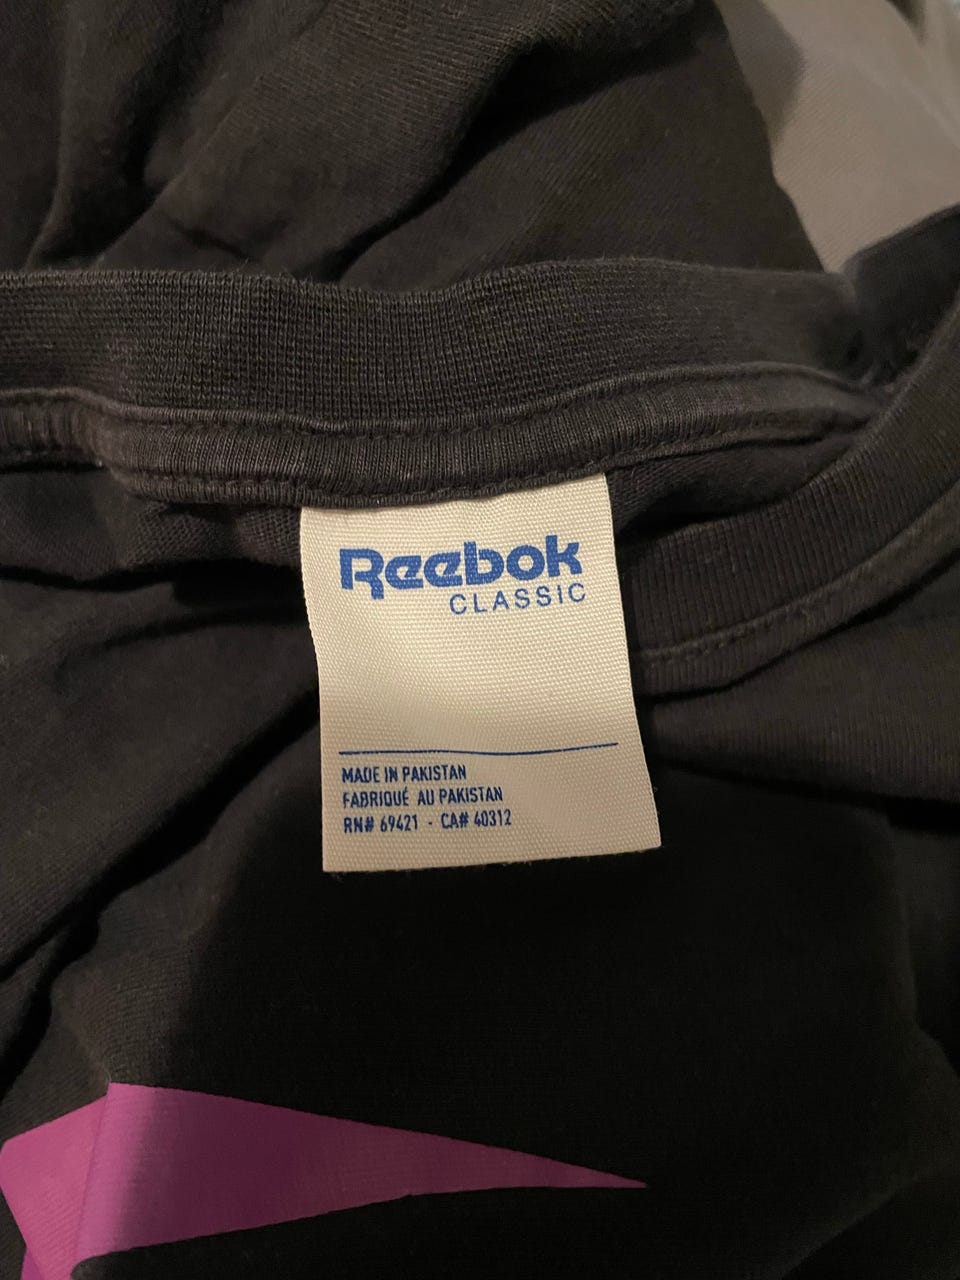 Reebok
CLASSIC
MADE IN PAKISTAN
FABRIQUÉ AU PAKISTAN
RN# 69421 - CA# 40312